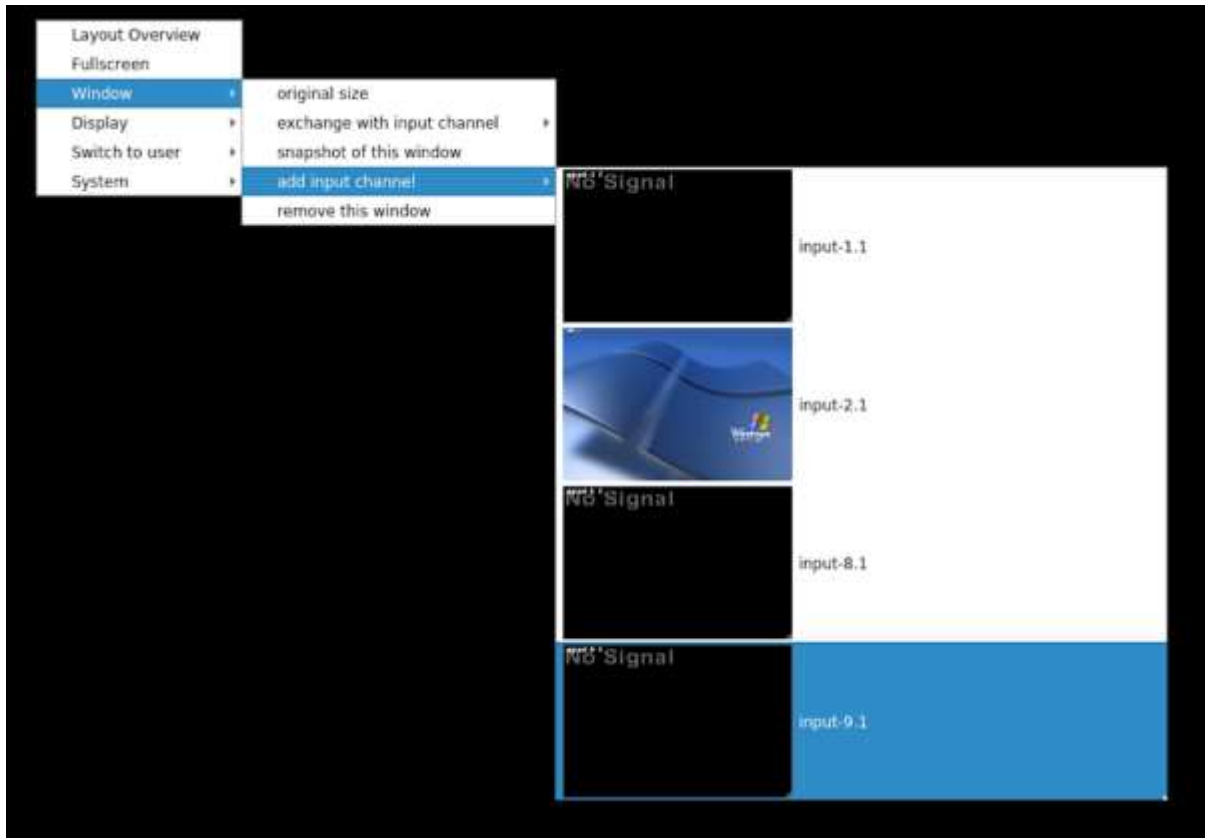 Layout Overview
Fullscreen
Window
Display
Switch to user
System
original size
exchange with input channel
snapshot of this window
add input channel
remove this window
No Signal
input-1.1
Windows
input-2.1
No Signal
input-8.1
No Signal
input-9.1